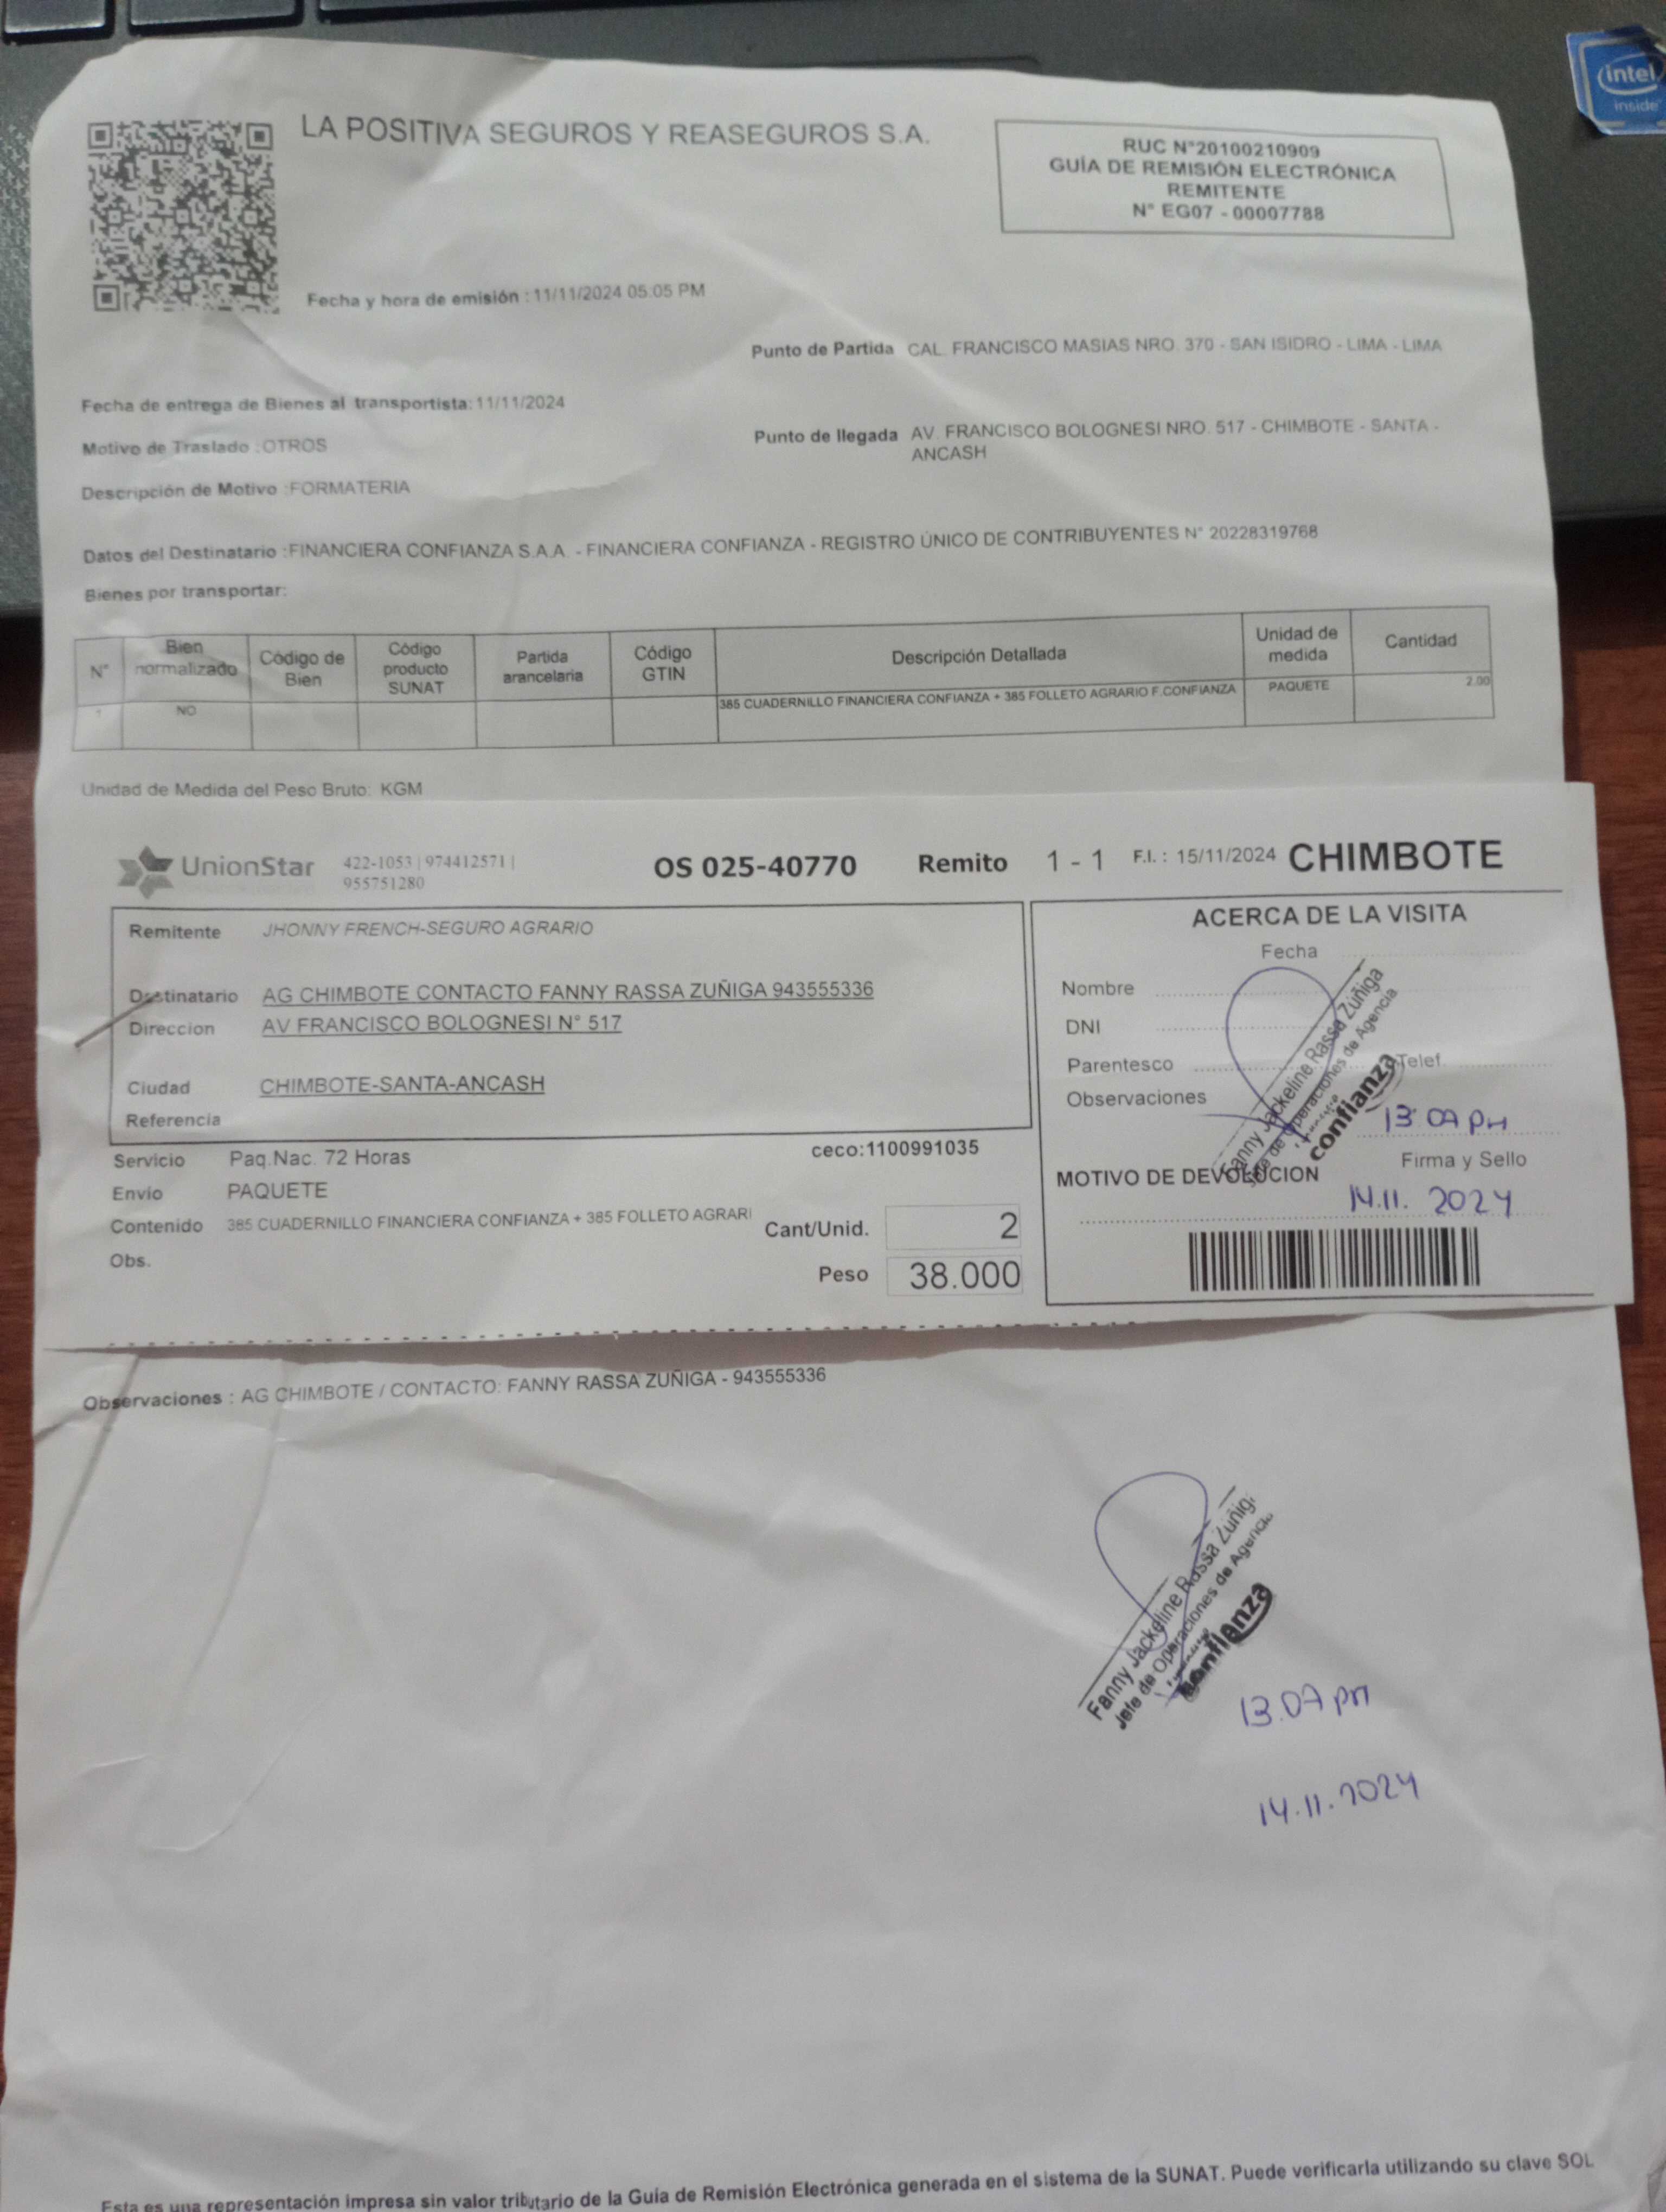 intel
inside
LA POSITIVA SEGUROS Y REASEGUROS S.A.
RUC N°20100210909
GUÍA DE REMISIÓN ELECTRÓNICA
REMITENTE
N° EG07 - 00007788
Fecha y hora de emisión : 11/11/2024 05:05 PM
Punto de Partida CAL. FRANCISCO MASIAS NRO. 370 - SAN ISIDRO - LIMA - LIMA
Fecha de entrega de Bienes al transportista: 11/11/2024
Punto de llegada AV. FRANCISCO BOLOGNESI NRO. 517 - CHIMBOTE - SANTA -
ANCASH
Motivo de Traslado : OTROS
Descripción de Motivo : FORMATERIA
Datos del Destinatario : FINANCIERA CONFIANZA S.A.A. - FINANCIERA CONFIANZA - REGISTRO ÚNICO DE CONTRIBUYENTES N° 20228319768
Bienes por transportar:
N° Bien normalizado Código de Bien Código producto SUNAT Partida arancelaria Código GTIN Descripción Detallada Unidad de medida Cantidad
1 NO 385 CUADERNILLO FINANCIERA CONFIANZA + 385 FOLLETO AGRARIO F.CONFIANZA PAQUETE 2.00
Unidad de Medida del Peso Bruto: KGM
UnionStar 422-1053 | 974412571 |
955751280
OS 025-40770 Remito 1 - 1 F.I. : 15/11/2024 CHIMBOTE
Remitente JHONNY FRENCH-SEGURO AGRARIO
Destinatario AG CHIMBOTE CONTACTO FANNY RASSA ZUÑIGA 943555336
Direccion AV FRANCISCO BOLOGNESI N° 517
Ciudad CHIMBOTE-SANTA-ANCASH
Referencia
Servicio Paq.Nac. 72 Horas
ceco:1100991035
Envio PAQUETE
Contenido 385 CUADERNILLO FINANCIERA CONFIANZA + 385 FOLLETO AGRARI
Cant/Unid. 2
Obs.
Peso 38.000
ACERCA DE LA VISITA
Fecha
Nombre
DNI
Parentesco Telef.
Observaciones
Fanny Jackeline Rassa Zuñiga
Jefe de Operaciones de Agencia
confianza
13:07 pm
MOTIVO DE DEVOLUCION Firma y Sello
14.11. 2024
Observaciones : AG CHIMBOTE / CONTACTO: FANNY RASSA ZUÑIGA - 943555336
Fanny Jackeline Rassa Zuñig
Jefe de Operaciones de Agencia
confianza
13.07 pm
14.11.2024
Esta es una representación impresa sin valor tributario de la Guía de Remisión Electrónica generada en el sistema de la SUNAT. Puede verificarla utilizando su clave SOL